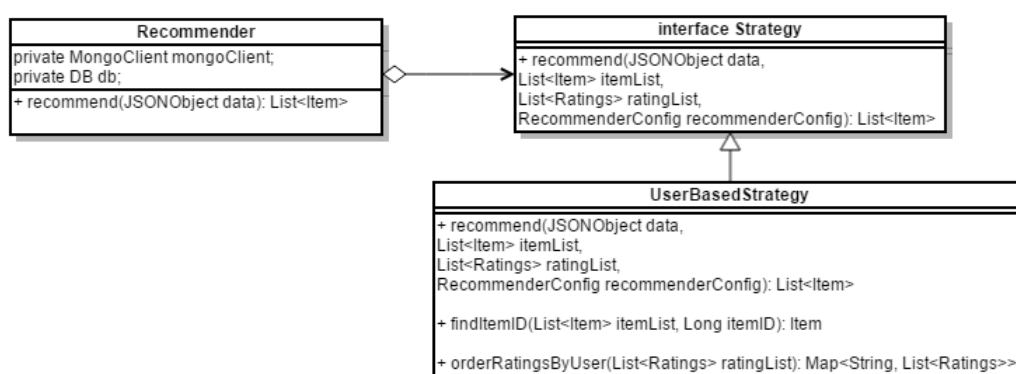 Recommender
private MongoClient mongoClient;
private DB db;
+ recommend(JSONObject data): List<Item>
interface Strategy
+ recommend(JSONObject data,
List<Item> itemList,
List<Ratings> ratingList,
RecommenderConfig recommenderConfig): List<Item>
UserBasedStrategy
+ recommend(JSONObject data,
List<Item> itemList,
List<Ratings> ratingList,
RecommenderConfig recommenderConfig): List<Item>
+ findItemID(List<Item> itemList, Long itemID): Item
+ orderRatingsByUser(List<Ratings> ratingList): Map<String, List<Ratings>>